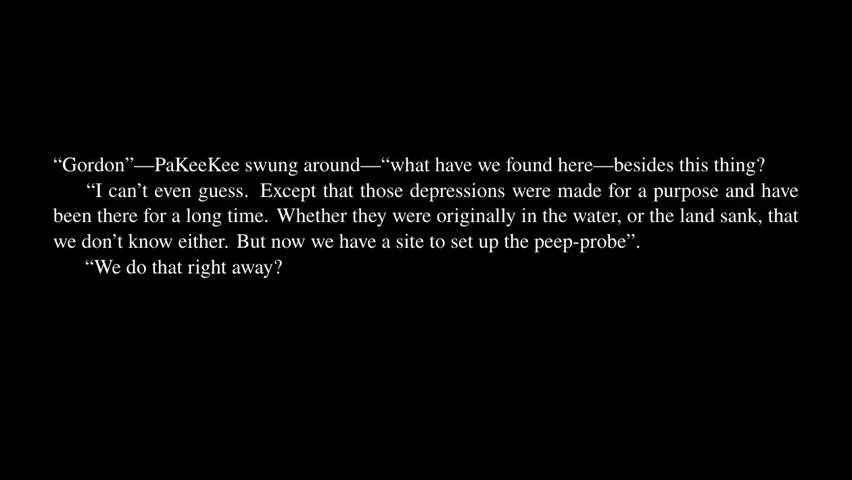 “Gordon”—PaKeeKee swung around—“what have we found here—besides this thing?
“I can’t even guess. Except that those depressions were made for a purpose and have
been there for a long time. Whether they were originally in the water, or the land sank, that
we don’t know either. But now we have a site to set up the peep-probe”.
“We do that right away?